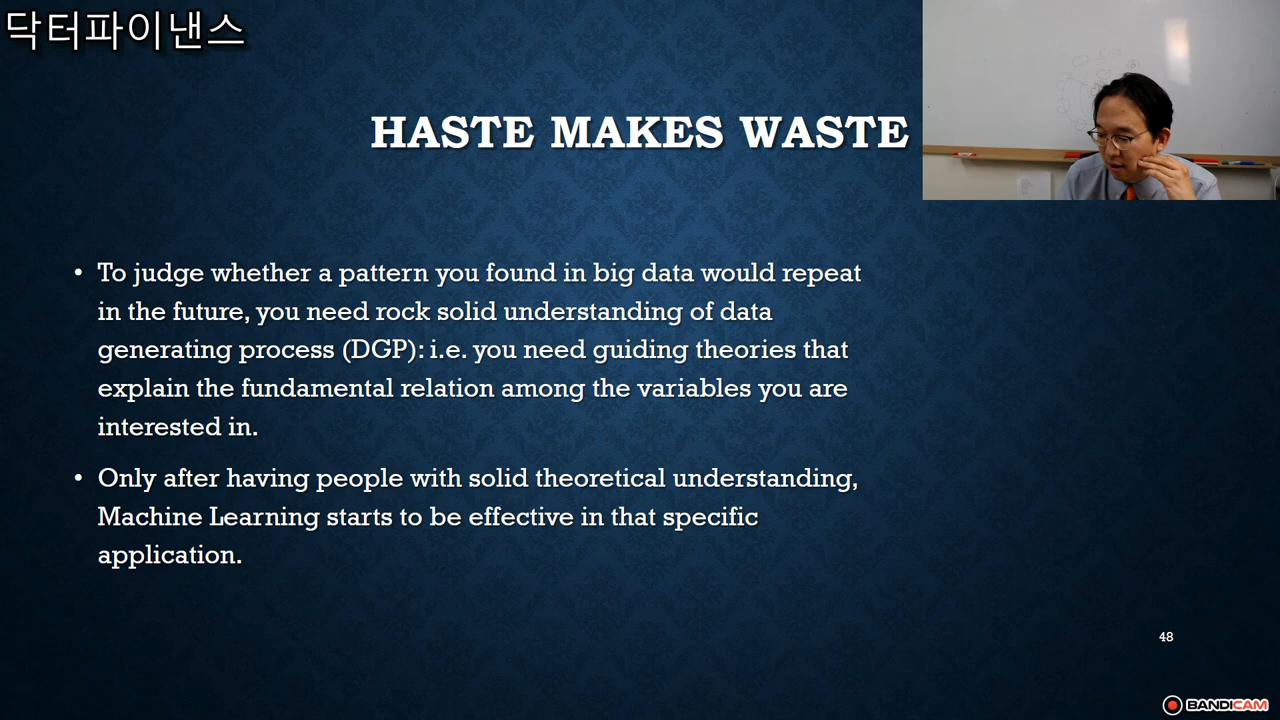 닥터파이낸스
HASTE MAKES WASTE
• To judge whether a pattern you found in big data would repeat
in the future, you need rock solid understanding of data
generating process (DGP): i.e. you need guiding theories that
explain the fundamental relation among the variables you are
interested in.
• Only after having people with solid theoretical understanding,
Machine Learning starts to be effective in that specific
application.
48
BANDICAM